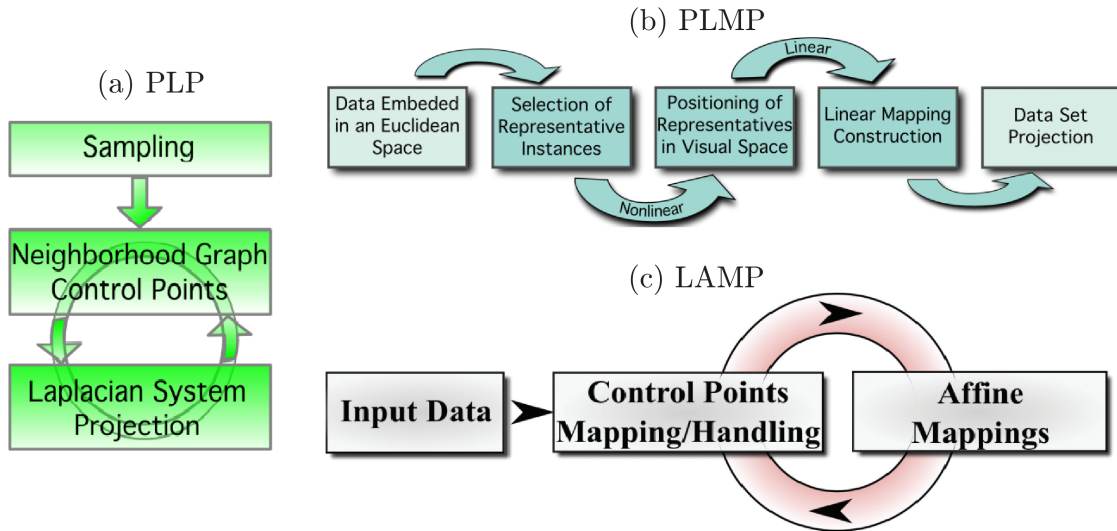 (a) PLP
Sampling
Neighborhood Graph
Control Points
Laplacian System
Projection
(b) PLMP
Linear
Data Embeded
in an Euclidean
Space
Selection of
Representative
Instances
Positioning of
Representatives
in Visual Space
Linear Mapping
Construction
Data Set
Projection
Nonlinear
(c) LAMP
Input Data
Control Points
Mapping/Handling
Affine
Mappings